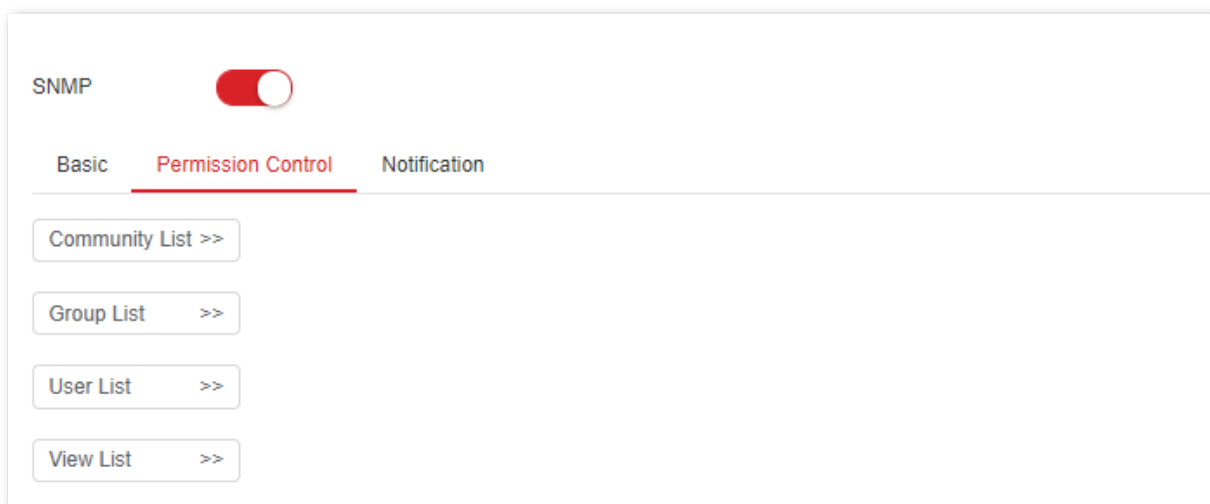 SNMP
Basic Permission Control Notification
Community List >>
Group List >>
User List >>
View List >>